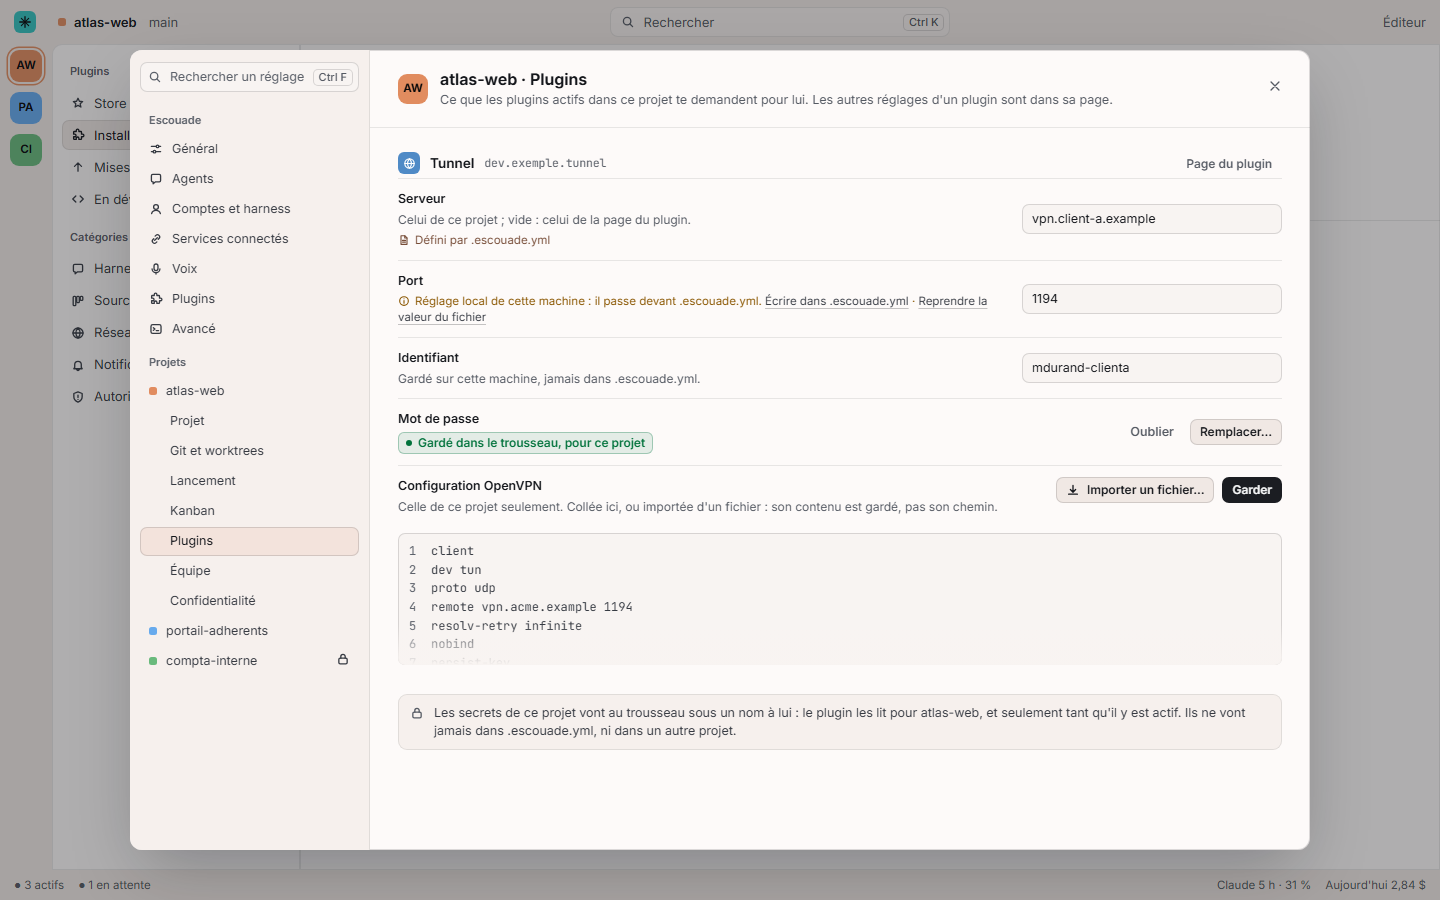 atlas-web main
Rechercher
Ctrl K
Éditeur
AW
PA
CI
Plugins
Store
Install
Mises
En dé
Catégories
Harne
Sourc
Résea
Notific
Autori
Rechercher un réglage
Ctrl F
Escouade
Général
Agents
Comptes et harness
Services connectés
Voix
Plugins
Avancé
Projets
atlas-web
Projet
Git et worktrees
Lancement
Kanban
Plugins
Équipe
Confidentialité
portail-adherents
compta-interne
AW
atlas-web · Plugins
Ce que les plugins actifs dans ce projet te demandent pour lui. Les autres réglages d'un plugin sont dans sa page.
Tunnel dev.exemple.tunnel
Page du plugin
Serveur
Celui de ce projet ; vide : celui de la page du plugin.
Défini par .escouade.yml
vpn.client-a.example
Port
Réglage local de cette machine : il passe devant .escouade.yml. Écrire dans .escouade.yml · Reprendre la
valeur du fichier
1194
Identifiant
Gardé sur cette machine, jamais dans .escouade.yml.
mdurand-clienta
Mot de passe
Gardé dans le trousseau, pour ce projet
Oublier
Remplacer...
Configuration OpenVPN
Celle de ce projet seulement. Collée ici, ou importée d'un fichier : son contenu est gardé, pas son chemin.
Importer un fichier...
Garder
1 client
2 dev tun
3 proto udp
4 remote vpn.acme.example 1194
5 resolv-retry infinite
6 nobind
7 persist-key
Les secrets de ce projet vont au trousseau sous un nom à lui : le plugin les lit pour atlas-web, et seulement tant qu'il y est actif. Ils ne vont
jamais dans .escouade.yml, ni dans un autre projet.
3 actifs
1 en attente
Claude 5 h · 31 %
Aujourd'hui 2,84 $